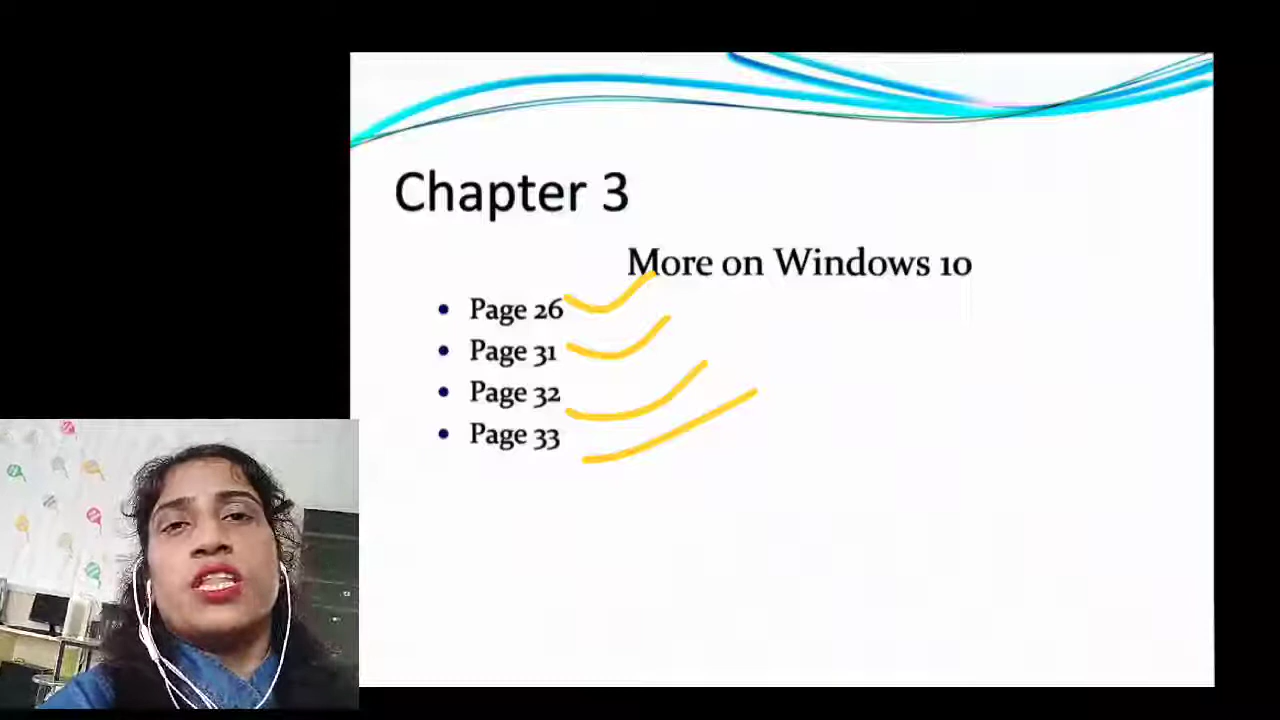 Chapter 3
More on Windows 10
• Page 26
• Page 31
• Page 32
• Page 33